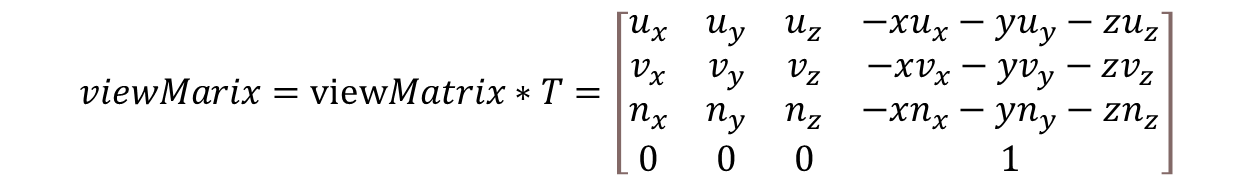 u_x u_y u_z −xu_x − yu_y − zu_z
viewMarix = viewMatrix ∗ T = v_x v_y v_z −xv_x − yv_y − zv_z
n_x n_y n_z −xn_x − yn_y − zn_z
0 0 0 1